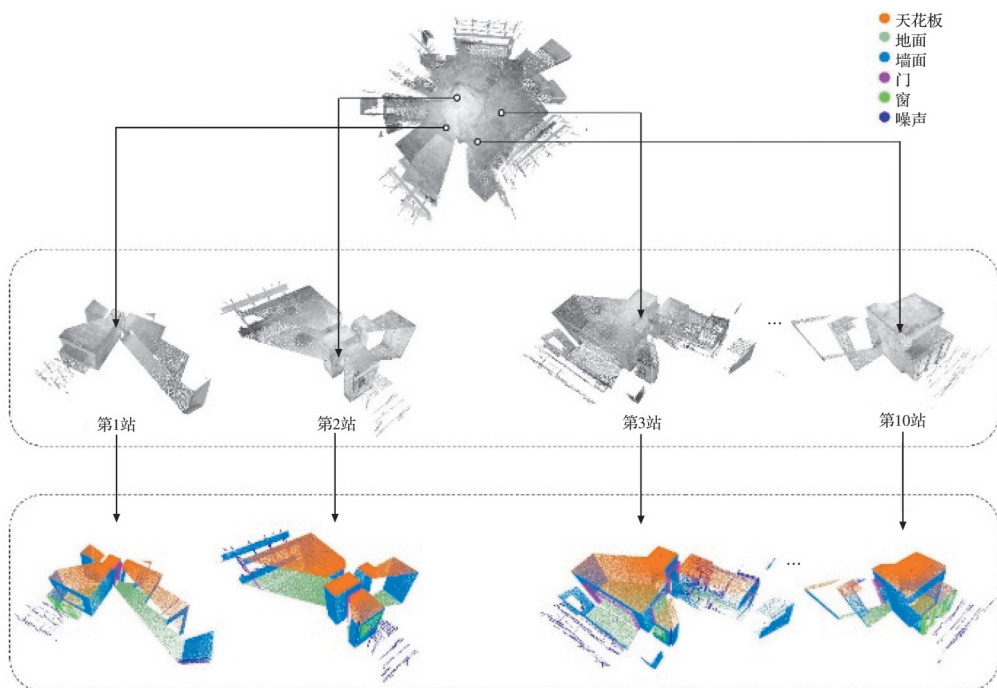 天花板
地面
墙面
门
窗
噪声
…
第1站
第2站
第3站
第10站
…